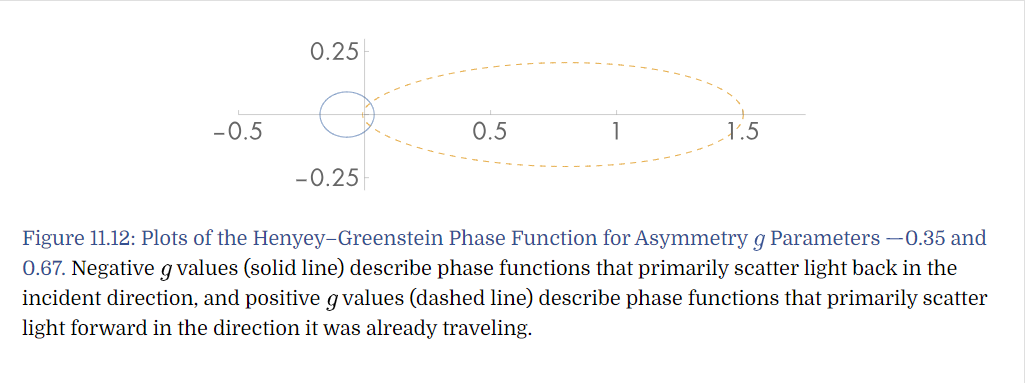 0.25
−0.5 0.5 1 1.5
−0.25
Figure 11.12: Plots of the Henyey–Greenstein Phase Function for Asymmetry g Parameters −0.35 and
0.67. Negative g values (solid line) describe phase functions that primarily scatter light back in the
incident direction, and positive g values (dashed line) describe phase functions that primarily scatter
light forward in the direction it was already traveling.